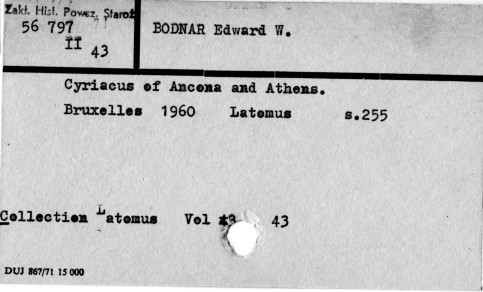 Zakł. Hist. Powsz. Staroż
56 797
II 43
BODNAR Edward W.
Cyriacus of Ancona and Athens.
Bruxelles 1960 Latomus s.255
Collection Latomus Vol 43
DUJ 867/71 15 000